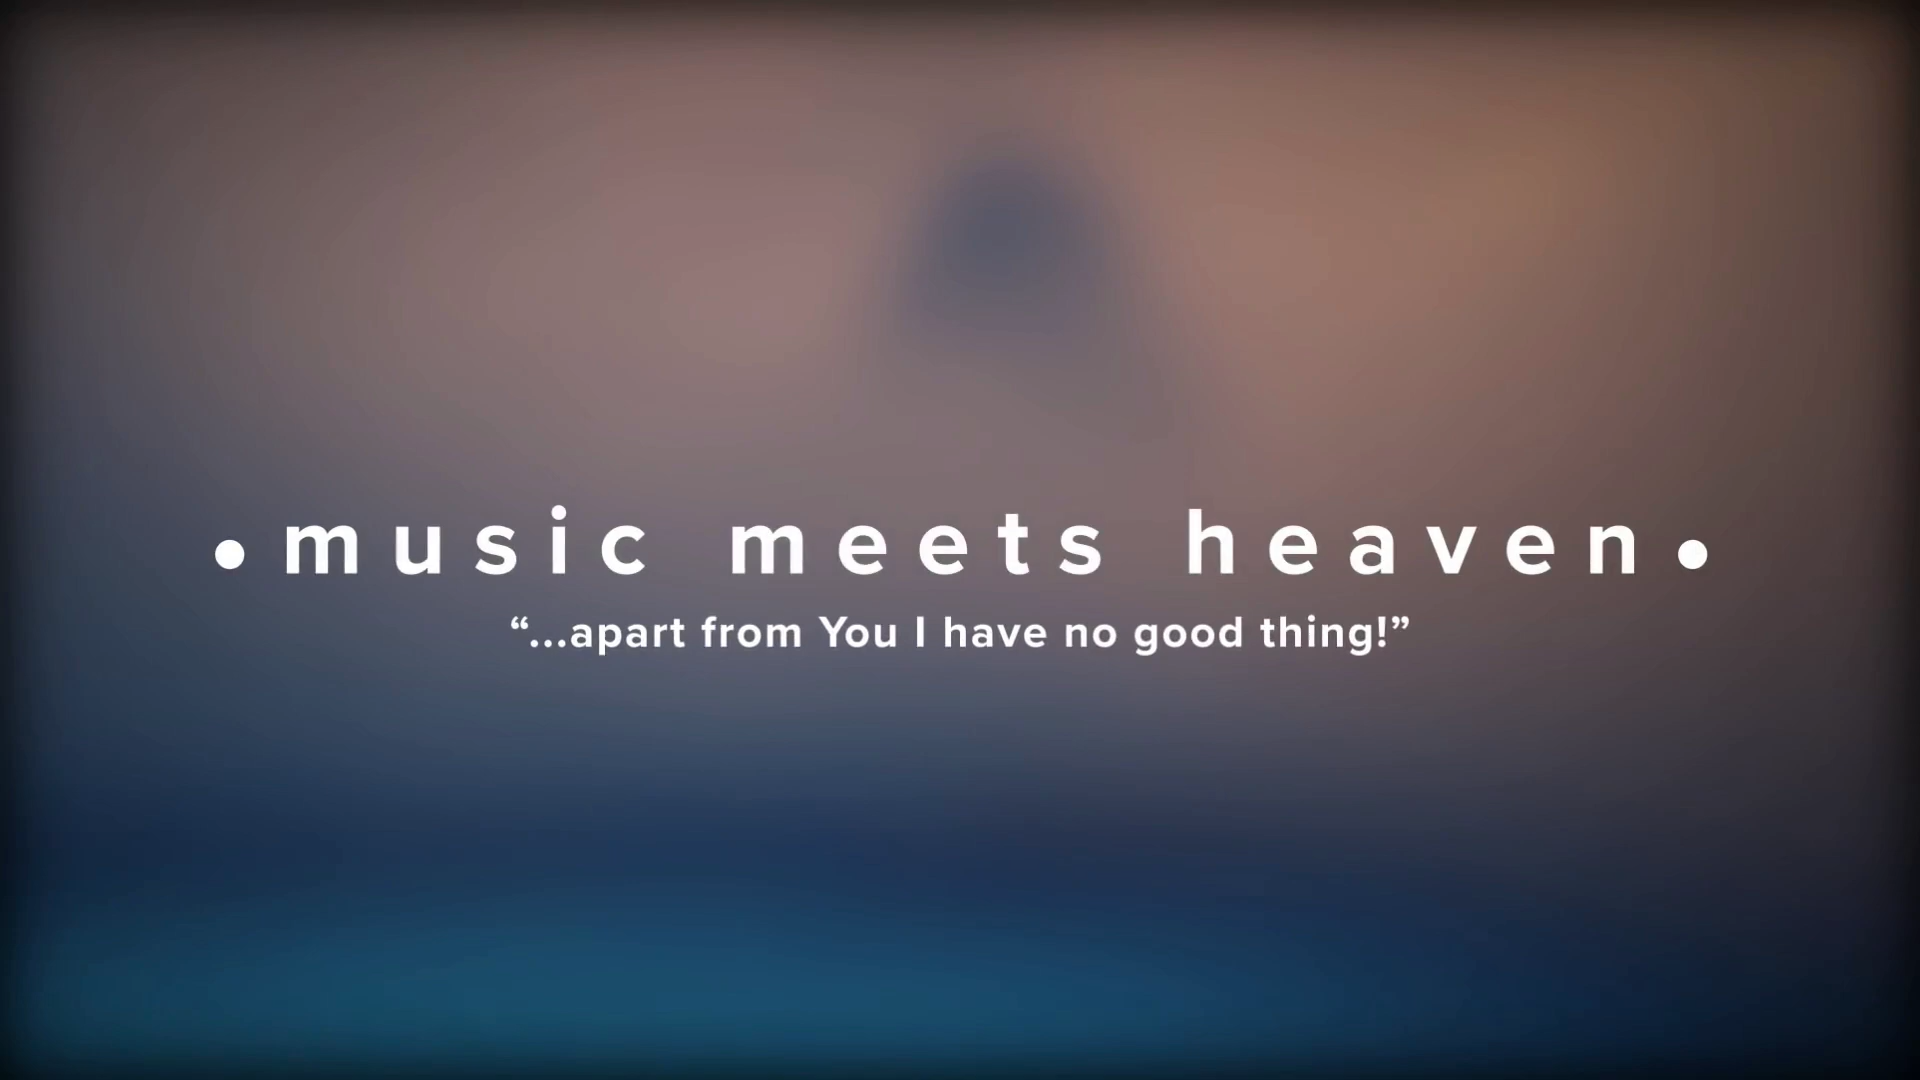 • music meets heaven •
“...apart from You I have no good thing!”